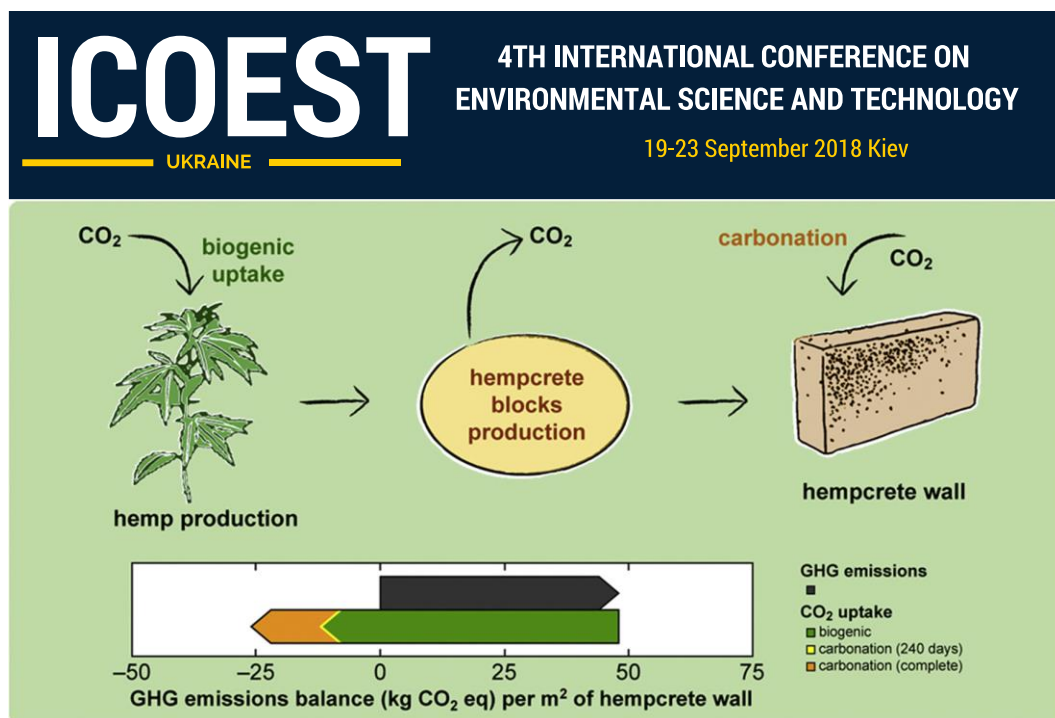 ICOEST
UKRAINE
4TH INTERNATIONAL CONFERENCE ON
ENVIRONMENTAL SCIENCE AND TECHNOLOGY
19-23 September 2018 Kiev
CO₂
biogenic
uptake
CO₂
carbonation
CO₂
hempcrete
blocks
production
hemp production
hempcrete wall
GHG emissions
CO₂ uptake
biogenic
carbonation (240 days)
carbonation (complete)
–50 –25 0 25 50 75
GHG emissions balance (kg CO₂ eq) per m² of hempcrete wall